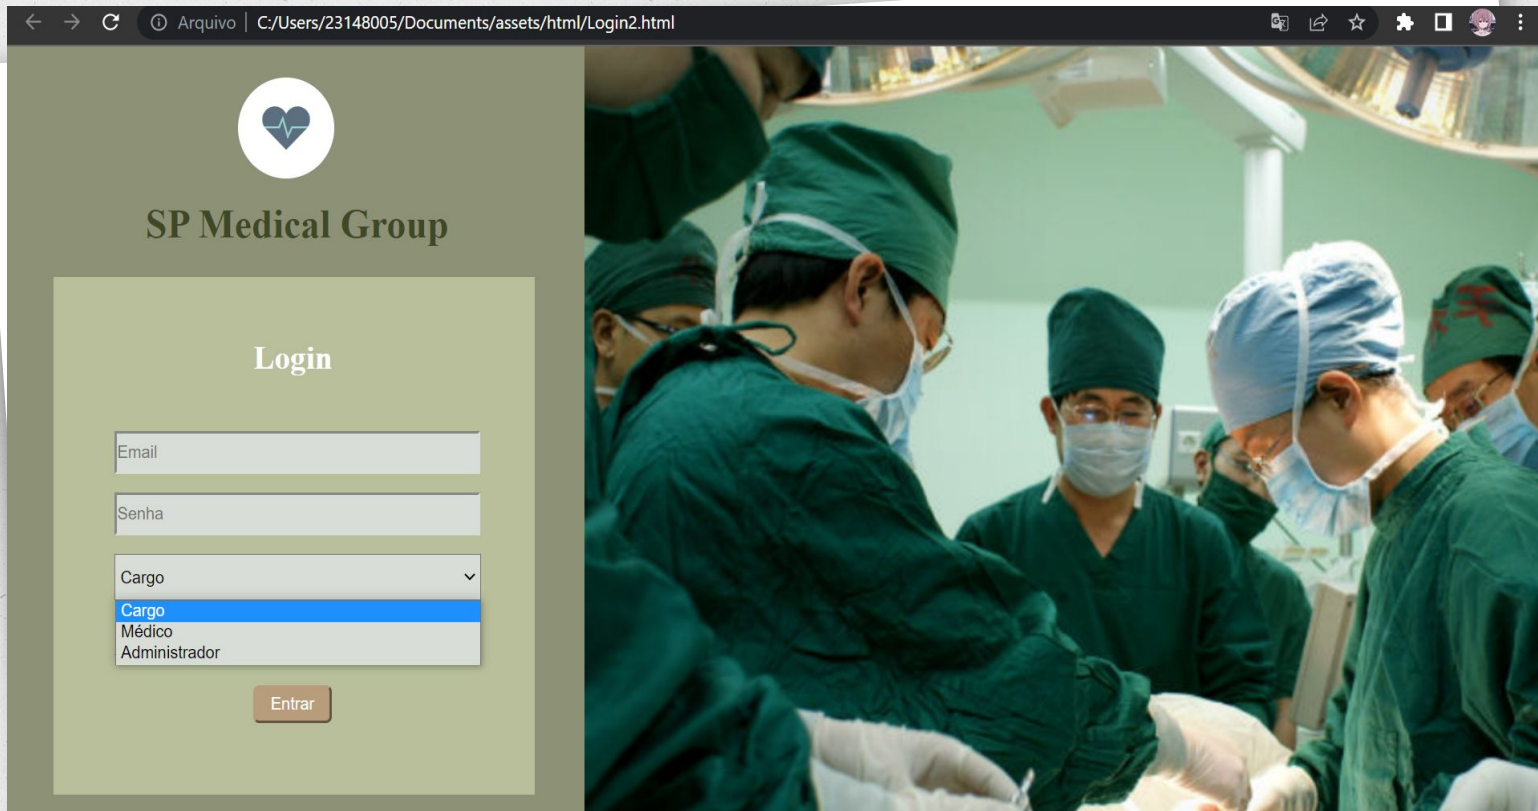 Arquivo | C:/Users/23148005/Documents/assets/html/Login2.html
SP Medical Group
Login
Email
Senha
Cargo
Cargo
Médico
Administrador
Entrar